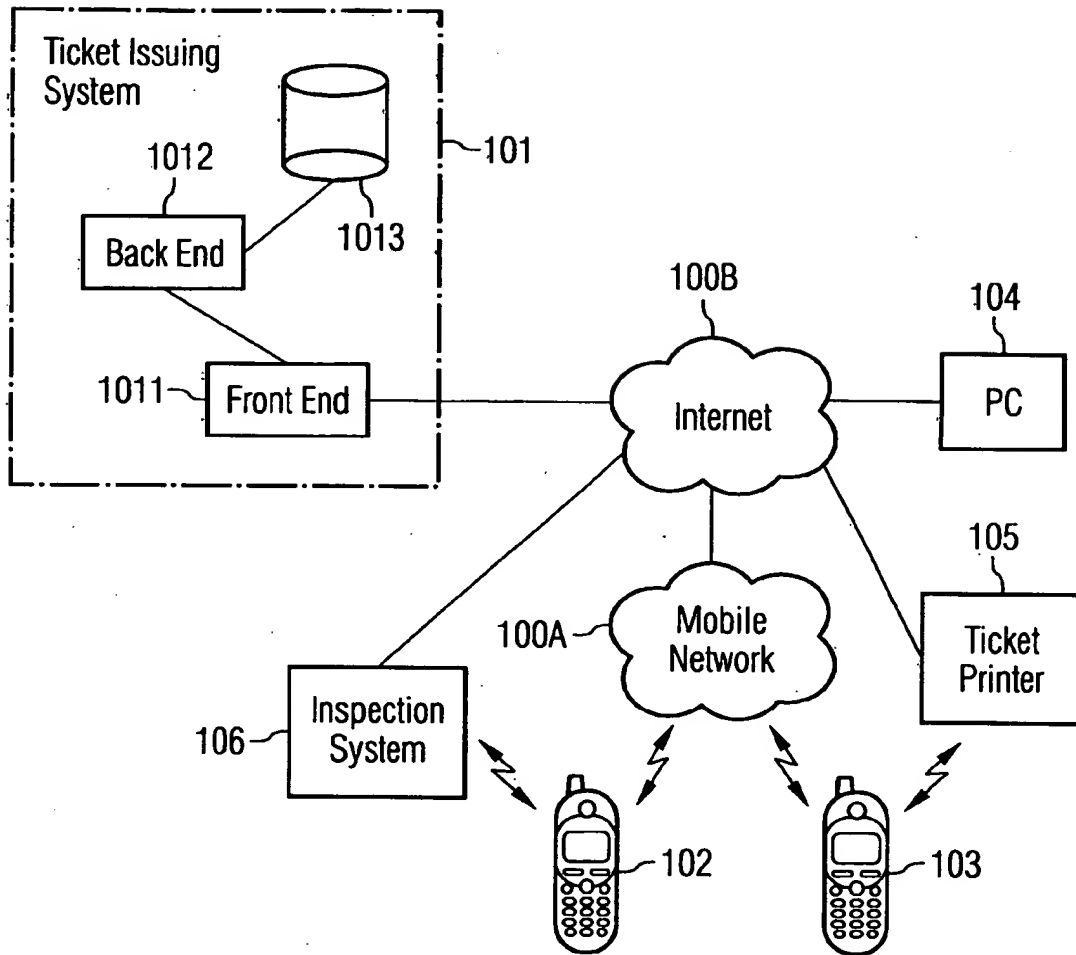 Ticket Issuing
System
101
1012
1013
Back End
100B
104
1011
Front End
Internet
PC
105
100A
Mobile
Network
Ticket
Printer
106
Inspection
System
102
103